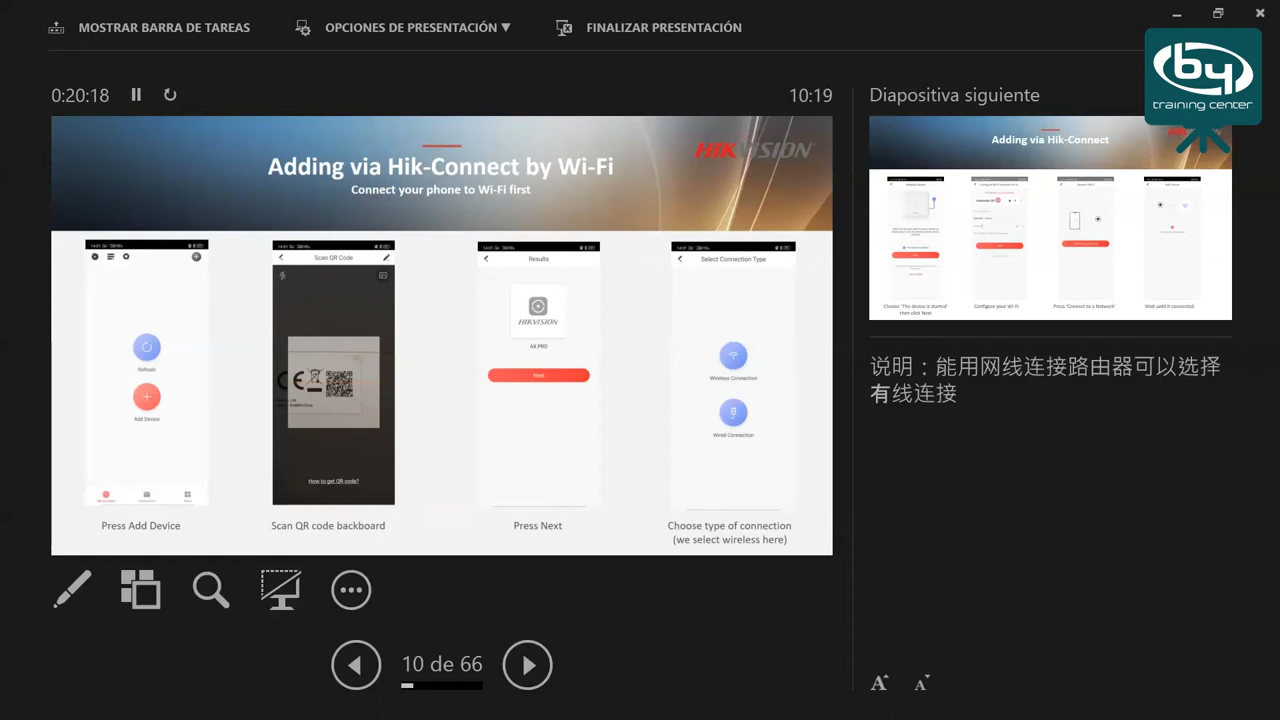 MOSTRAR BARRA DE TAREAS
OPCIONES DE PRESENTACIÓN ▼
FINALIZAR PRESENTACIÓN
by
training center
0:20:18
10:19
Diapositiva siguiente
Adding via Hik-Connect by Wi-Fi
Connect your phone to Wi-Fi first
HIKVISION
Refresh
Add Device
Press Add Device
Scan QR Code
CE
How to get QR code?
Scan QR code backboard
Results
HIKVISION
AX PRO
Next
Press Next
Select Connection Type
Wireless Connection
Wired Connection
Choose type of connection
(we select wireless here)
Adding via Hik-Connect
Choose "The device is started"
then click Next
Configure your Wi Fi
Press "Connect to a Network"
Wait until it connected
说明：能用网线连接路由器可以选择
有线连接
10 de 66
A
A